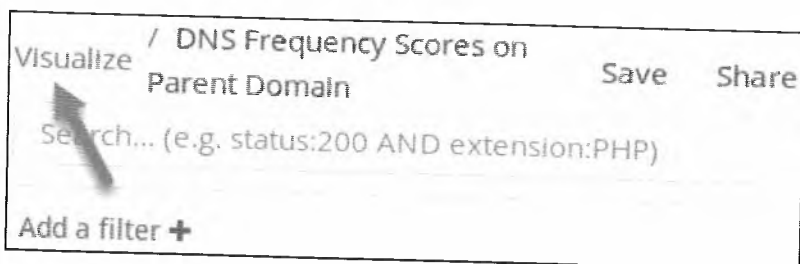 Visualize / DNS Frequency Scores on Parent Domain Save Share
Search... (e.g. status:200 AND extension:PHP)
Add a filter +